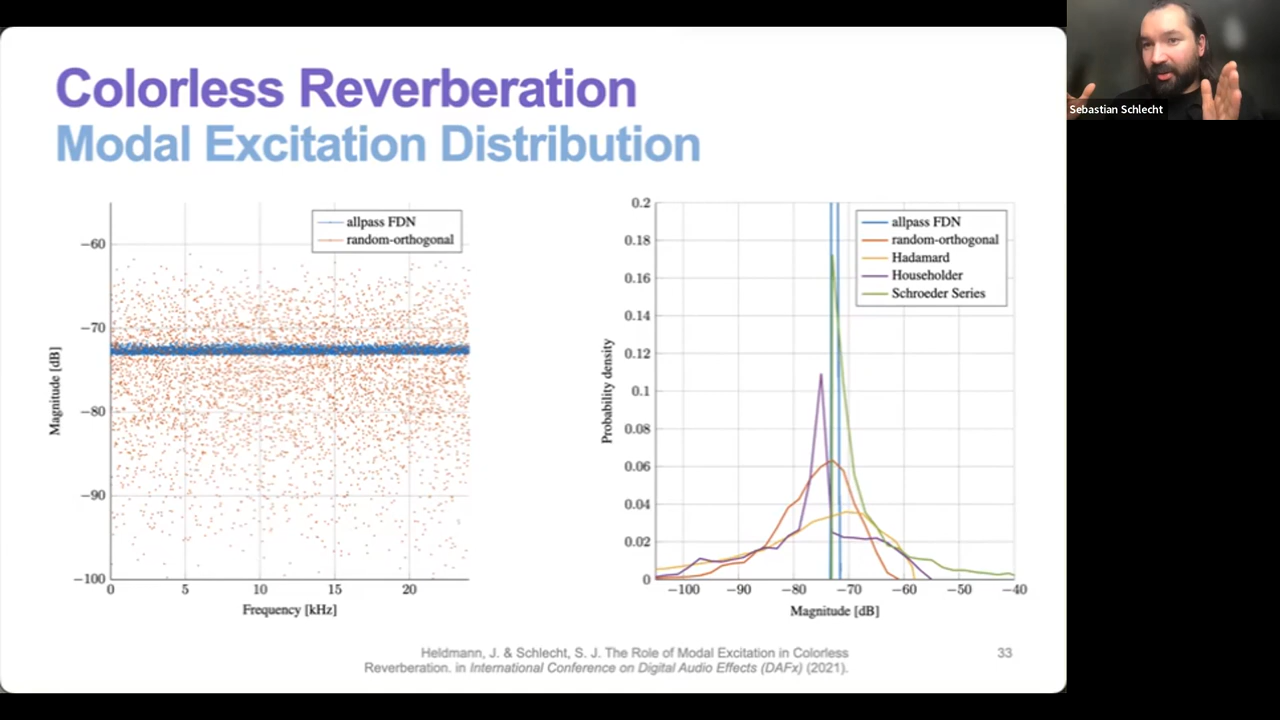 Colorless Reverberation
Modal Excitation Distribution
allpass FDN
random-orthogonal
−60
−70
−80
−90
−100
0
5
10
15
20
Magnitude [dB]
Frequency [kHz]
allpass FDN
random-orthogonal
Hadamard
Householder
Schroeder Series
0.2
0.18
0.16
0.14
0.12
0.1
0.08
0.06
0.04
0.02
0
−100
−90
−80
−70
−60
−50
−40
Probability density
Magnitude [dB]
Heldmann, J. & Schlecht, S. J. The Role of Modal Excitation in Colorless
Reverberation. in International Conference on Digital Audio Effects (DAFx) (2021).
33
Sebastian Schlecht